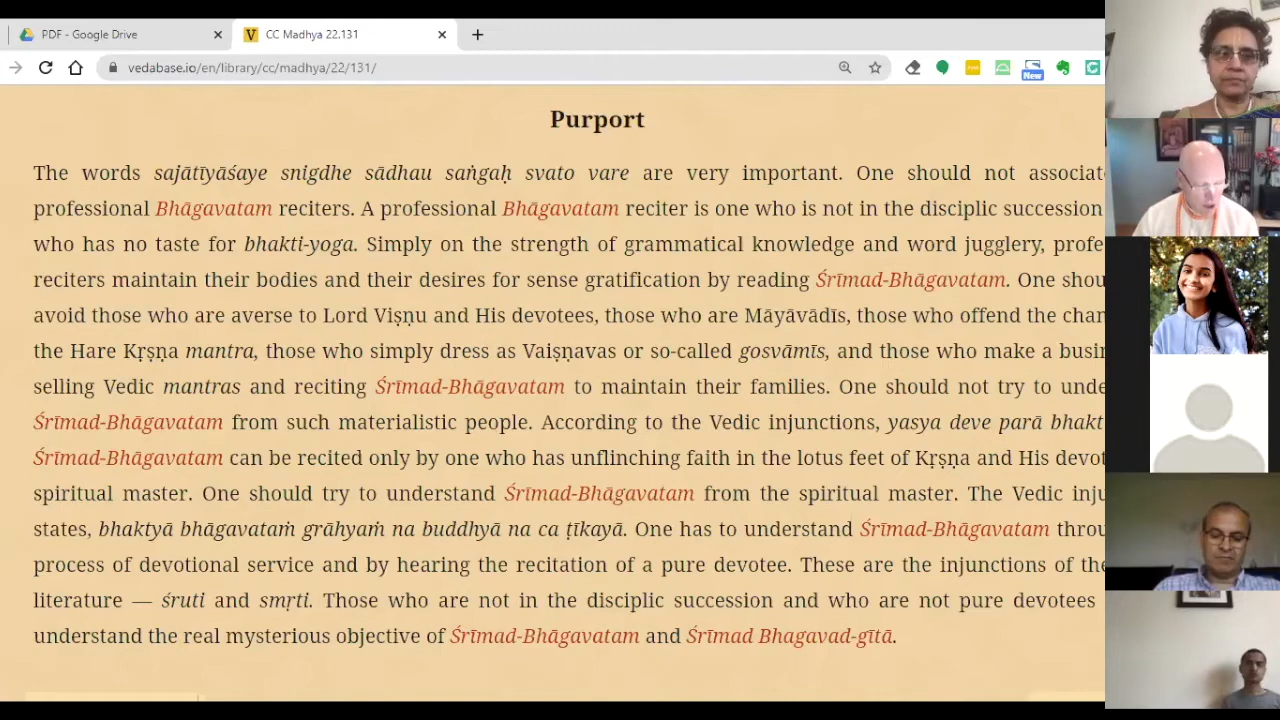 PDF - Google Drive
CC Madhya 22.131
vedabase.io/en/library/cc/madhya/22/131/
New
Purport
The words sajātīyāśaye snigdhe sādhau saṅgaḥ svato vare are very important. One should not associat
professional Bhāgavatam reciters. A professional Bhāgavatam reciter is one who is not in the disciplic succession
who has no taste for bhakti-yoga. Simply on the strength of grammatical knowledge and word jugglery, profe
reciters maintain their bodies and their desires for sense gratification by reading Śrīmad-Bhāgavatam. One shou
avoid those who are averse to Lord Viṣṇu and His devotees, those who are Māyāvādīs, those who offend the chan
the Hare Kṛṣṇa mantra, those who simply dress as Vaiṣṇavas or so-called gosvāmīs, and those who make a busi
selling Vedic mantras and reciting Śrīmad-Bhāgavatam to maintain their families. One should not try to unde
Śrīmad-Bhāgavatam from such materialistic people. According to the Vedic injunctions, yasya deve parā bhakt
Śrīmad-Bhāgavatam can be recited only by one who has unflinching faith in the lotus feet of Kṛṣṇa and His devot
spiritual master. One should try to understand Śrīmad-Bhāgavatam from the spiritual master. The Vedic inju
states, bhaktyā bhāgavataṁ grāhyaṁ na buddhyā na ca ṭīkayā. One has to understand Śrīmad-Bhāgavatam throu
process of devotional service and by hearing the recitation of a pure devotee. These are the injunctions of the
literature — śruti and smṛti. Those who are not in the disciplic succession and who are not pure devotees
understand the real mysterious objective of Śrīmad-Bhāgavatam and Śrīmad Bhagavad-gītā.